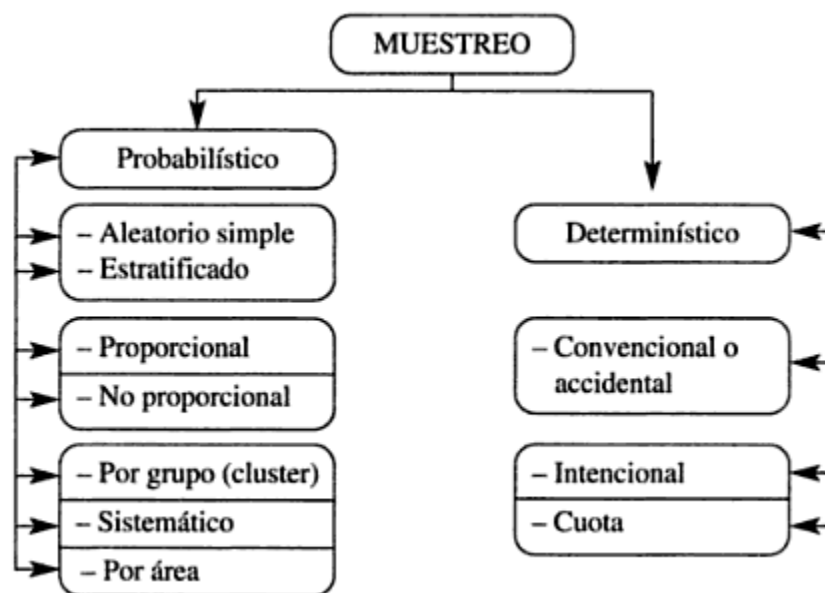 MUESTREO
Probabilístico
– Aleatorio simple
– Estratificado
– Proporcional
– No proporcional
– Por grupo (cluster)
– Sistemático
– Por área
Determinístico
– Convencional o
accidental
– Intencional
– Cuota